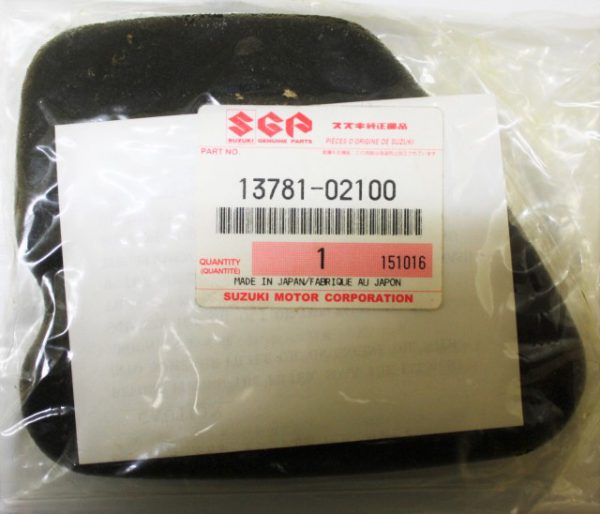 SGP
SUZUKI GENUINE PARTS
スズキ純正部品
PIÈCES D'ORIGINE DE SUZUKI
PART NO.
13781-02100
QUANTITY
(QUANTITE)
1
151016
MADE IN JAPAN/FABRIQUE AU JAPON
SUZUKI MOTOR CORPORATION